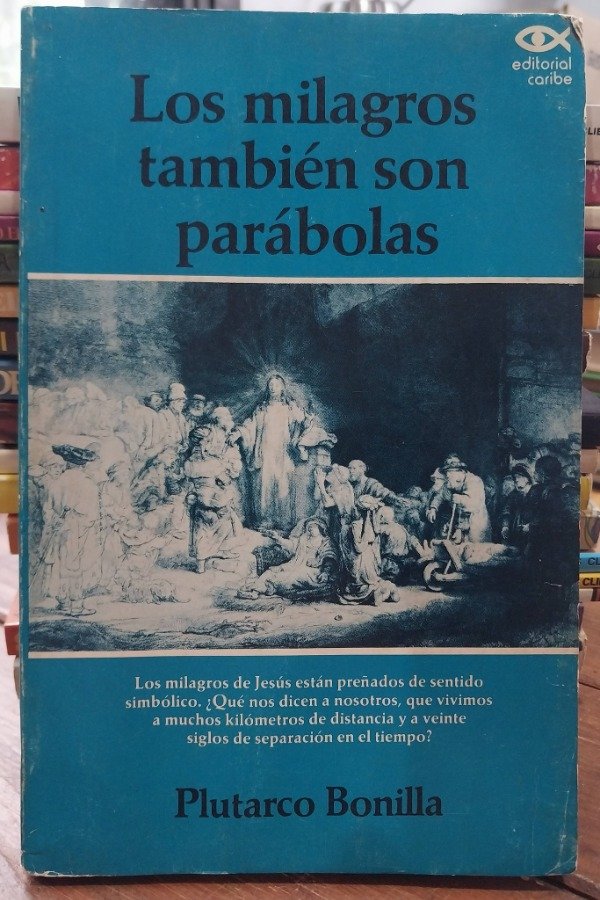 editorial
caribe
Los milagros
también son
parábolas
Los milagros de Jesús están preñados de sentido
simbólico. ¿Qué nos dicen a nosotros, que vivimos
a muchos kilómetros de distancia y a veinte
siglos de separación en el tiempo?
Plutarco Bonilla